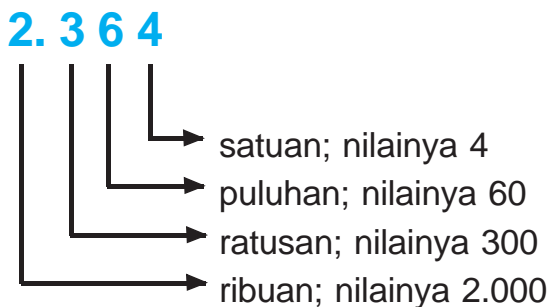 2. 3 6 4
satuan; nilainya 4
puluhan; nilainya 60
ratusan; nilainya 300
ribuan; nilainya 2.000